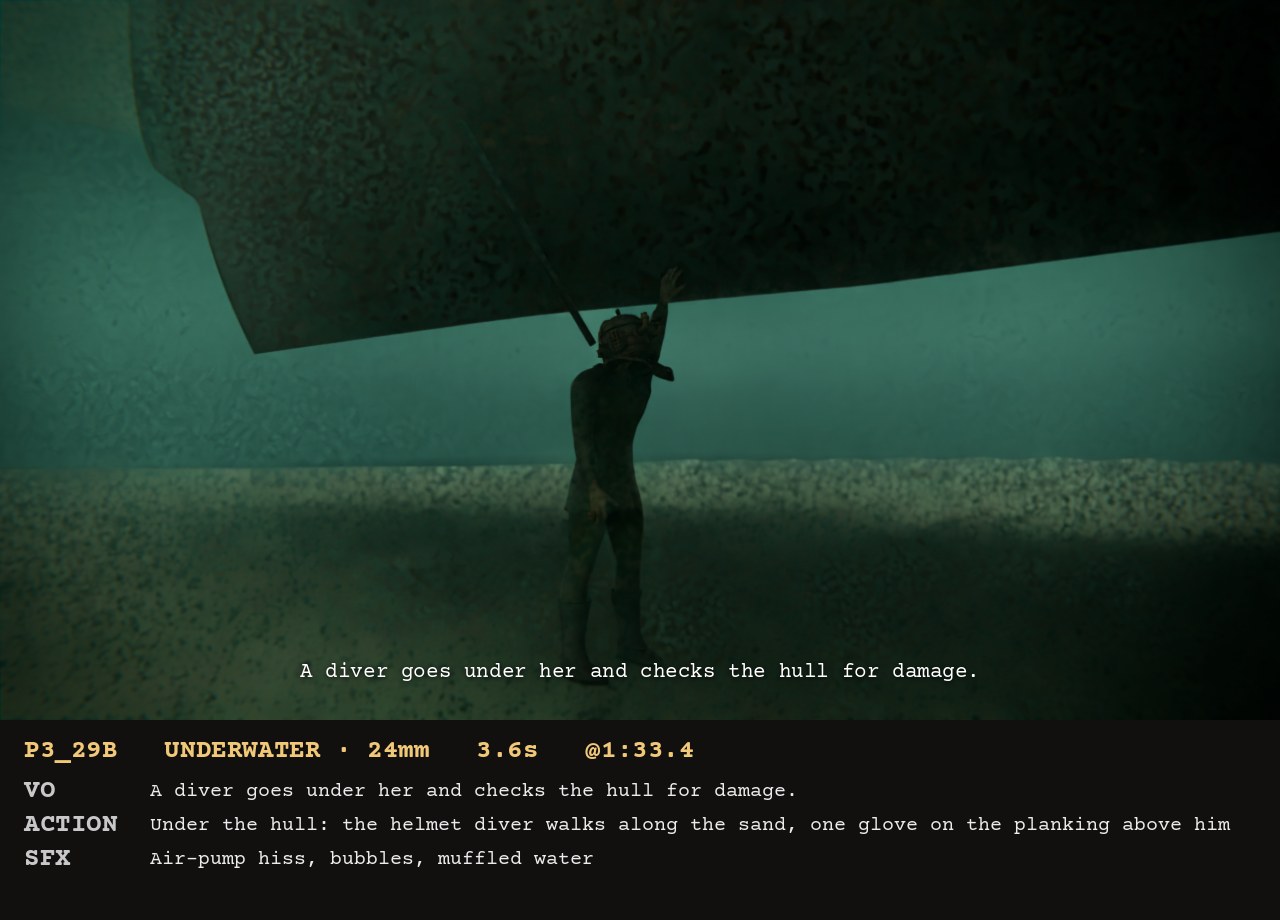 A diver goes under her and checks the hull for damage.
P3_29B UNDERWATER · 24mm 3.6s @1:33.4
VO A diver goes under her and checks the hull for damage.
ACTION Under the hull: the helmet diver walks along the sand, one glove on the planking above him
SFX Air-pump hiss, bubbles, muffled water